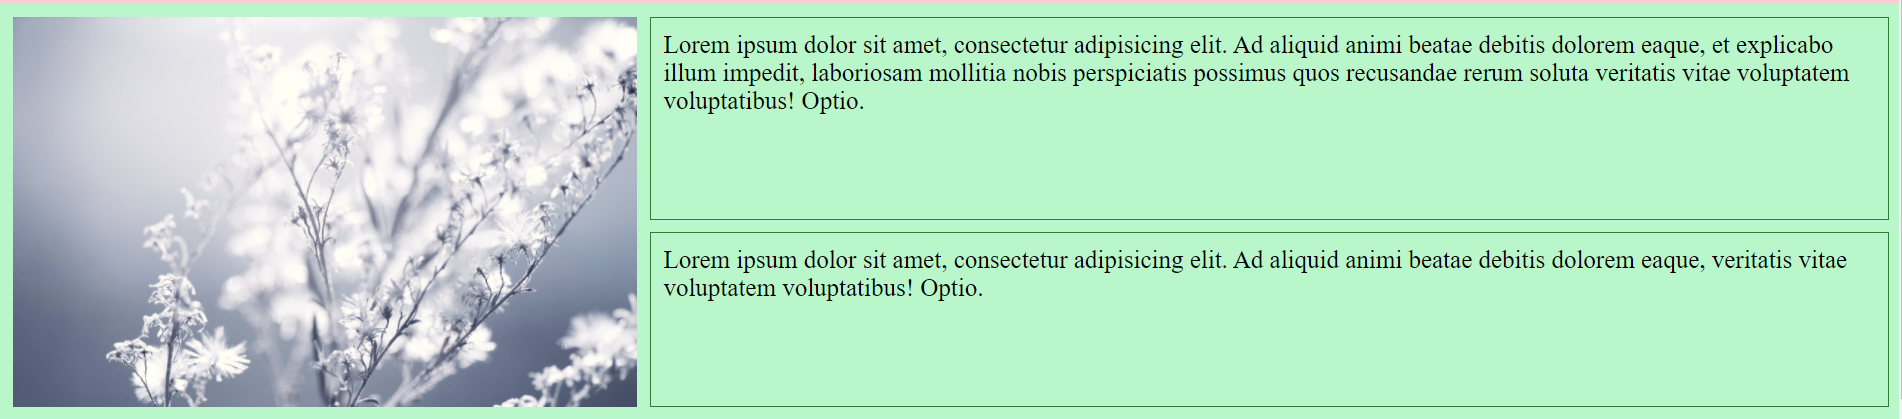 Lorem ipsum dolor sit amet, consectetur adipisicing elit. Ad aliquid animi beatae debitis dolorem eaque, et explicabo
illum impedit, laboriosam mollitia nobis perspiciatis possimus quos recusandae rerum soluta veritatis vitae voluptatem
voluptatibus! Optio.
Lorem ipsum dolor sit amet, consectetur adipisicing elit. Ad aliquid animi beatae debitis dolorem eaque, veritatis vitae
voluptatem voluptatibus! Optio.